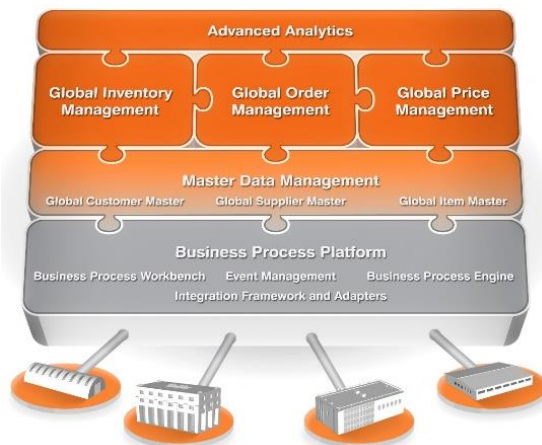 Advanced Analytics
Global Inventory Global Order Global Price
Management Management Management
Master Data Management
Global Customer Master Global Supplier Master Global Item Master
Business Process Platform
Business Process Workbench Event Management Business Process Engine
Integration Framework and Adapters